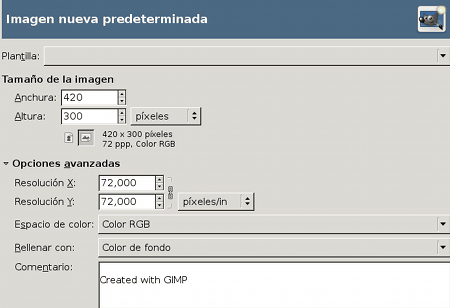 Imagen nueva predeterminada
Plantilla:
Tamaño de la imagen
Anchura: 420
Altura: 300 píxeles
420 x 300 píxeles
72 ppp, Color RGB
Opciones avanzadas
Resolución X: 72,000
Resolución Y: 72,000 píxeles/in
Espacio de color: Color RGB
Rellenar con: Color de fondo
Comentario: Created with GIMP